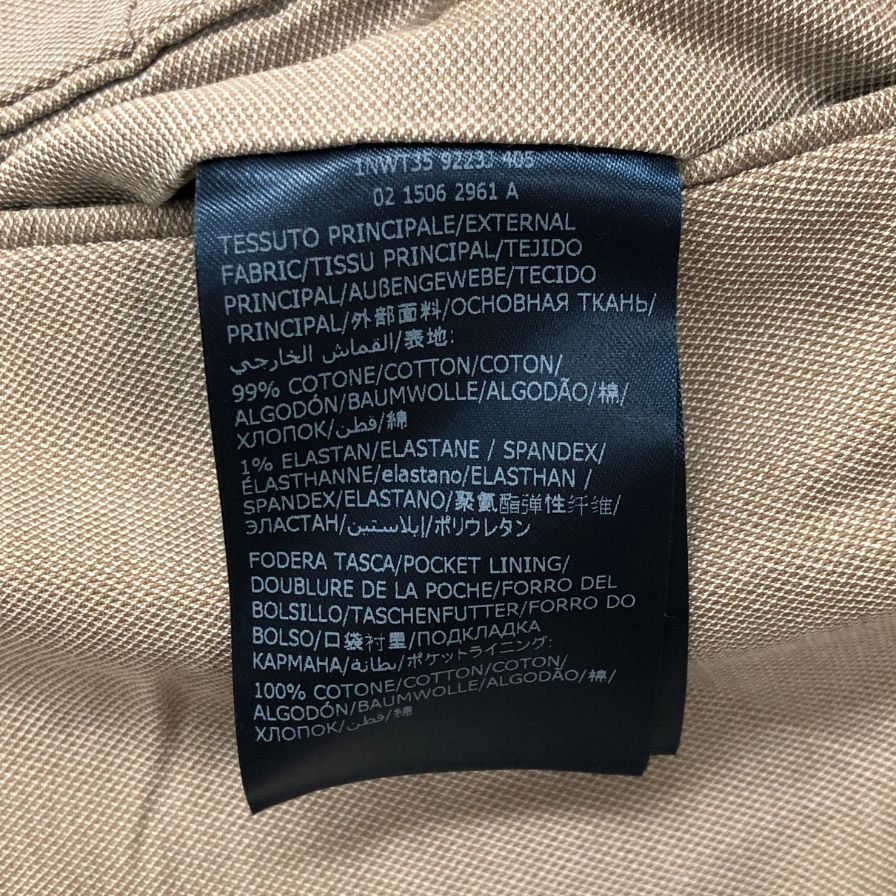 1NWT35 9223J 405
02 1506 2961 A
TESSUTO PRINCIPALE/EXTERNAL
FABRIC/TISSU PRINCIPAL/TEJIDO
PRINCIPAL/AUßENGEWEBE/TECIDO
PRINCIPAL/外部面料/ОСНОВНАЯ ТКАНЬ/
القماش الخارجي/表地:
99% COTONE/COTTON/COTON/
ALGODÓN/BAUMWOLLE/ALGODÃO/棉/
ХЛОПОК/قطن/綿
1% ELASTAN/ELASTANE / SPANDEX/
ÉLASTHANNE/elastano/ELASTHAN /
SPANDEX/ELASTANO/聚氨酯弹性纤维/
ЭЛАСТАН/إيلاستين/ポリウレタン
FODERA TASCA/POCKET LINING/
DOUBLURE DE LA POCHE/FORRO DEL
BOLSILLO/TASCHENFUTTER/FORRO DO
BOLSO/口袋衬里/ПОДКЛАДКА
КАРМАНА/بطانة/ポケットライニング:
100% COTONE/COTTON/COTON/
ALGODÓN/BAUMWOLLE/ALGODÃO/棉/
ХЛОПОК/قطن/綿